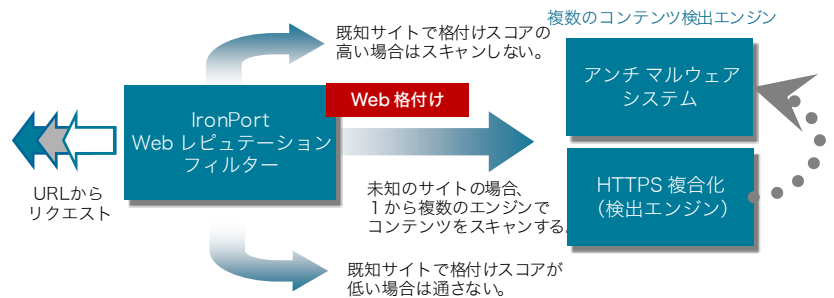 複数のコンテンツ検出エンジン
既知サイトで格付けスコアの
高い場合はスキャンしない。
アンチ マルウェア
システム
Web 格付け
IronPort
Web レピュテーション
フィルター
URLから
リクエスト
未知のサイトの場合、
1から複数のエンジンで
コンテンツをスキャンする。
HTTPS 複合化
（検出エンジン）
既知サイトで格付けスコアが
低い場合は通さない。